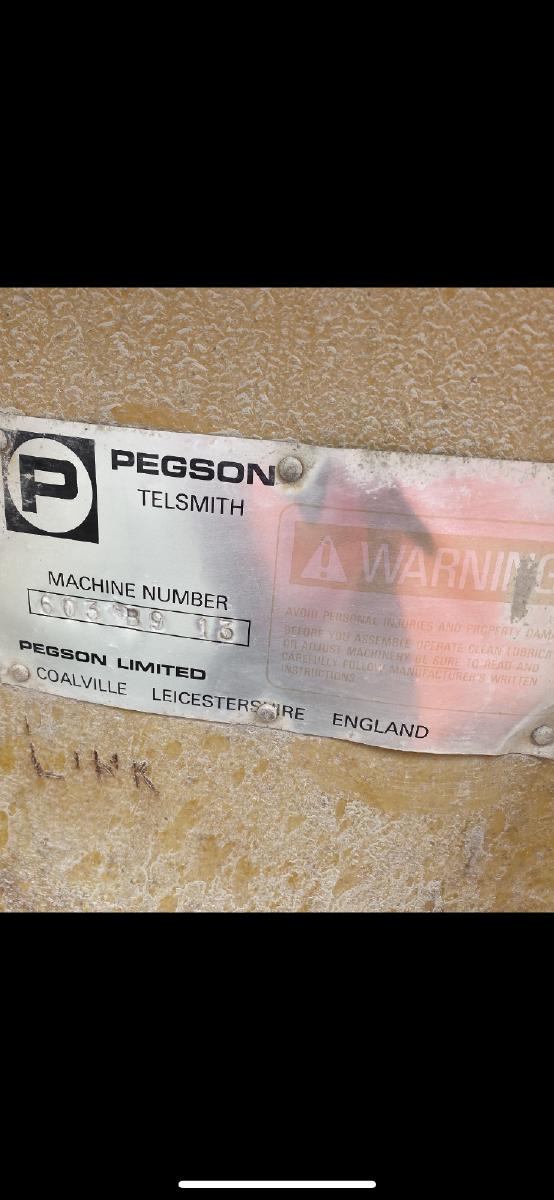 P
PEGSON
TELSMITH
MACHINE NUMBER
13
PEGSON LIMITED
COALVILLE LEICESTERSHIRE ENGLAND
WARNING
AVOID PERSONAL INJURIES AND PROPERTY
BEFORE YOU ASSEMBLE OPERATE CLEAN
OR ADJUST MACHINERY BE SURE TO READ AND
CAREFULLY FOLLOW MANUFACTURER'S WRITTEN
INSTRUCTIONS
LINK